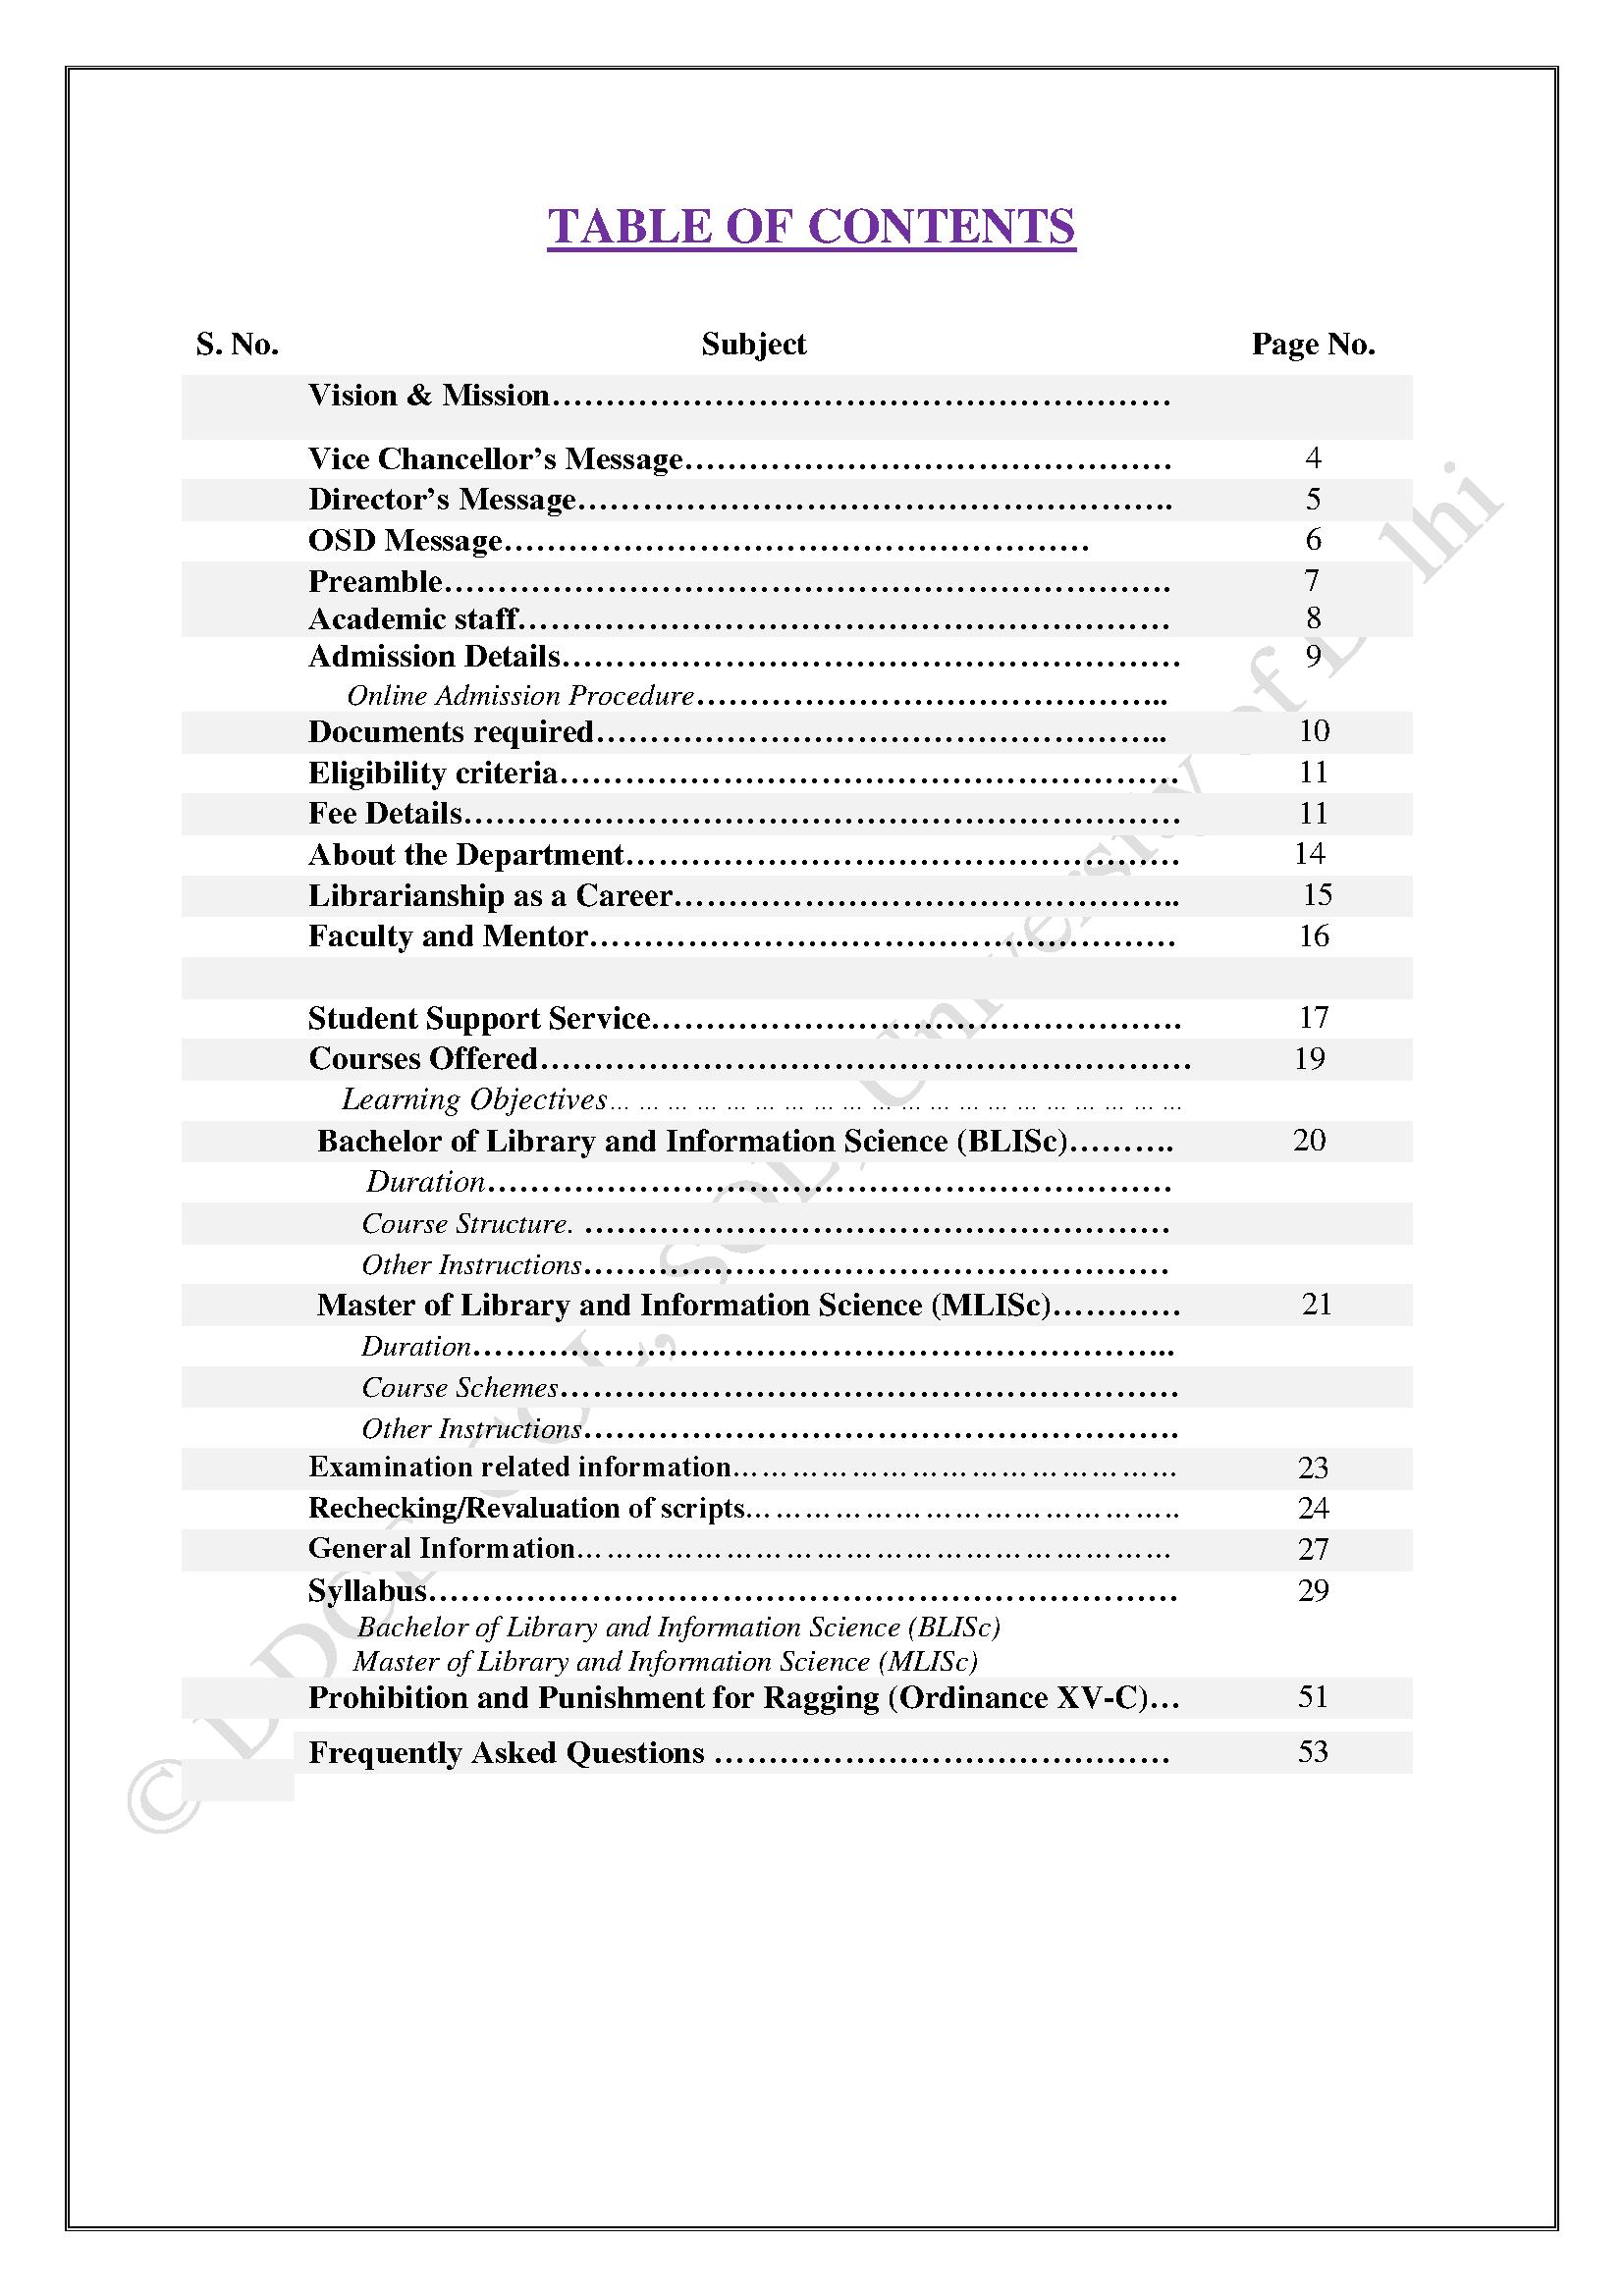 TABLE OF CONTENTS
S. No. Subject Page No.
Vision & Mission……………………………………………………
Vice Chancellor’s Message……………………………………… 4
Director’s Message………………………………………………. 5
OSD Message……………………………………………… 6
Preamble…………………………………………………………. 7
Academic staff…………………………………………………… 8
Admission Details…………………………………………………. 9
Online Admission Procedure……………………………………..
Documents required…………………………………………….. 10
Eligibility criteria………………………………………………… 11
Fee Details………………………………………………………… 11
About the Department…………………………………………… 14
Librarianship as a Career……………………………………….. 15
Faculty and Mentor……………………………………………… 16
Student Support Service…………………………………………. 17
Courses Offered…………………………………………………… 19
Learning Objectives… … … … … … … … … … … … … … … … … … … …
Bachelor of Library and Information Science (BLISc)………. 20
Duration………………………………………………………
Course Structure. ………………………………………………
Other Instructions………………………………………………
Master of Library and Information Science (MLISc)………… 21
Duration………………………………………………………..
Course Schemes…………………………………………………
Other Instructions……………………………………………….
Examination related information……………………………………… 23
Rechecking/Revaluation of scripts…………………………………….. 24
General Information…………………………………………………… 27
Syllabus…………………………………………………………… 29
Bachelor of Library and Information Science (BLISc)
Master of Library and Information Science (MLISc)
Prohibition and Punishment for Ragging (Ordinance XV-C)… 51
Frequently Asked Questions …………………………………… 53